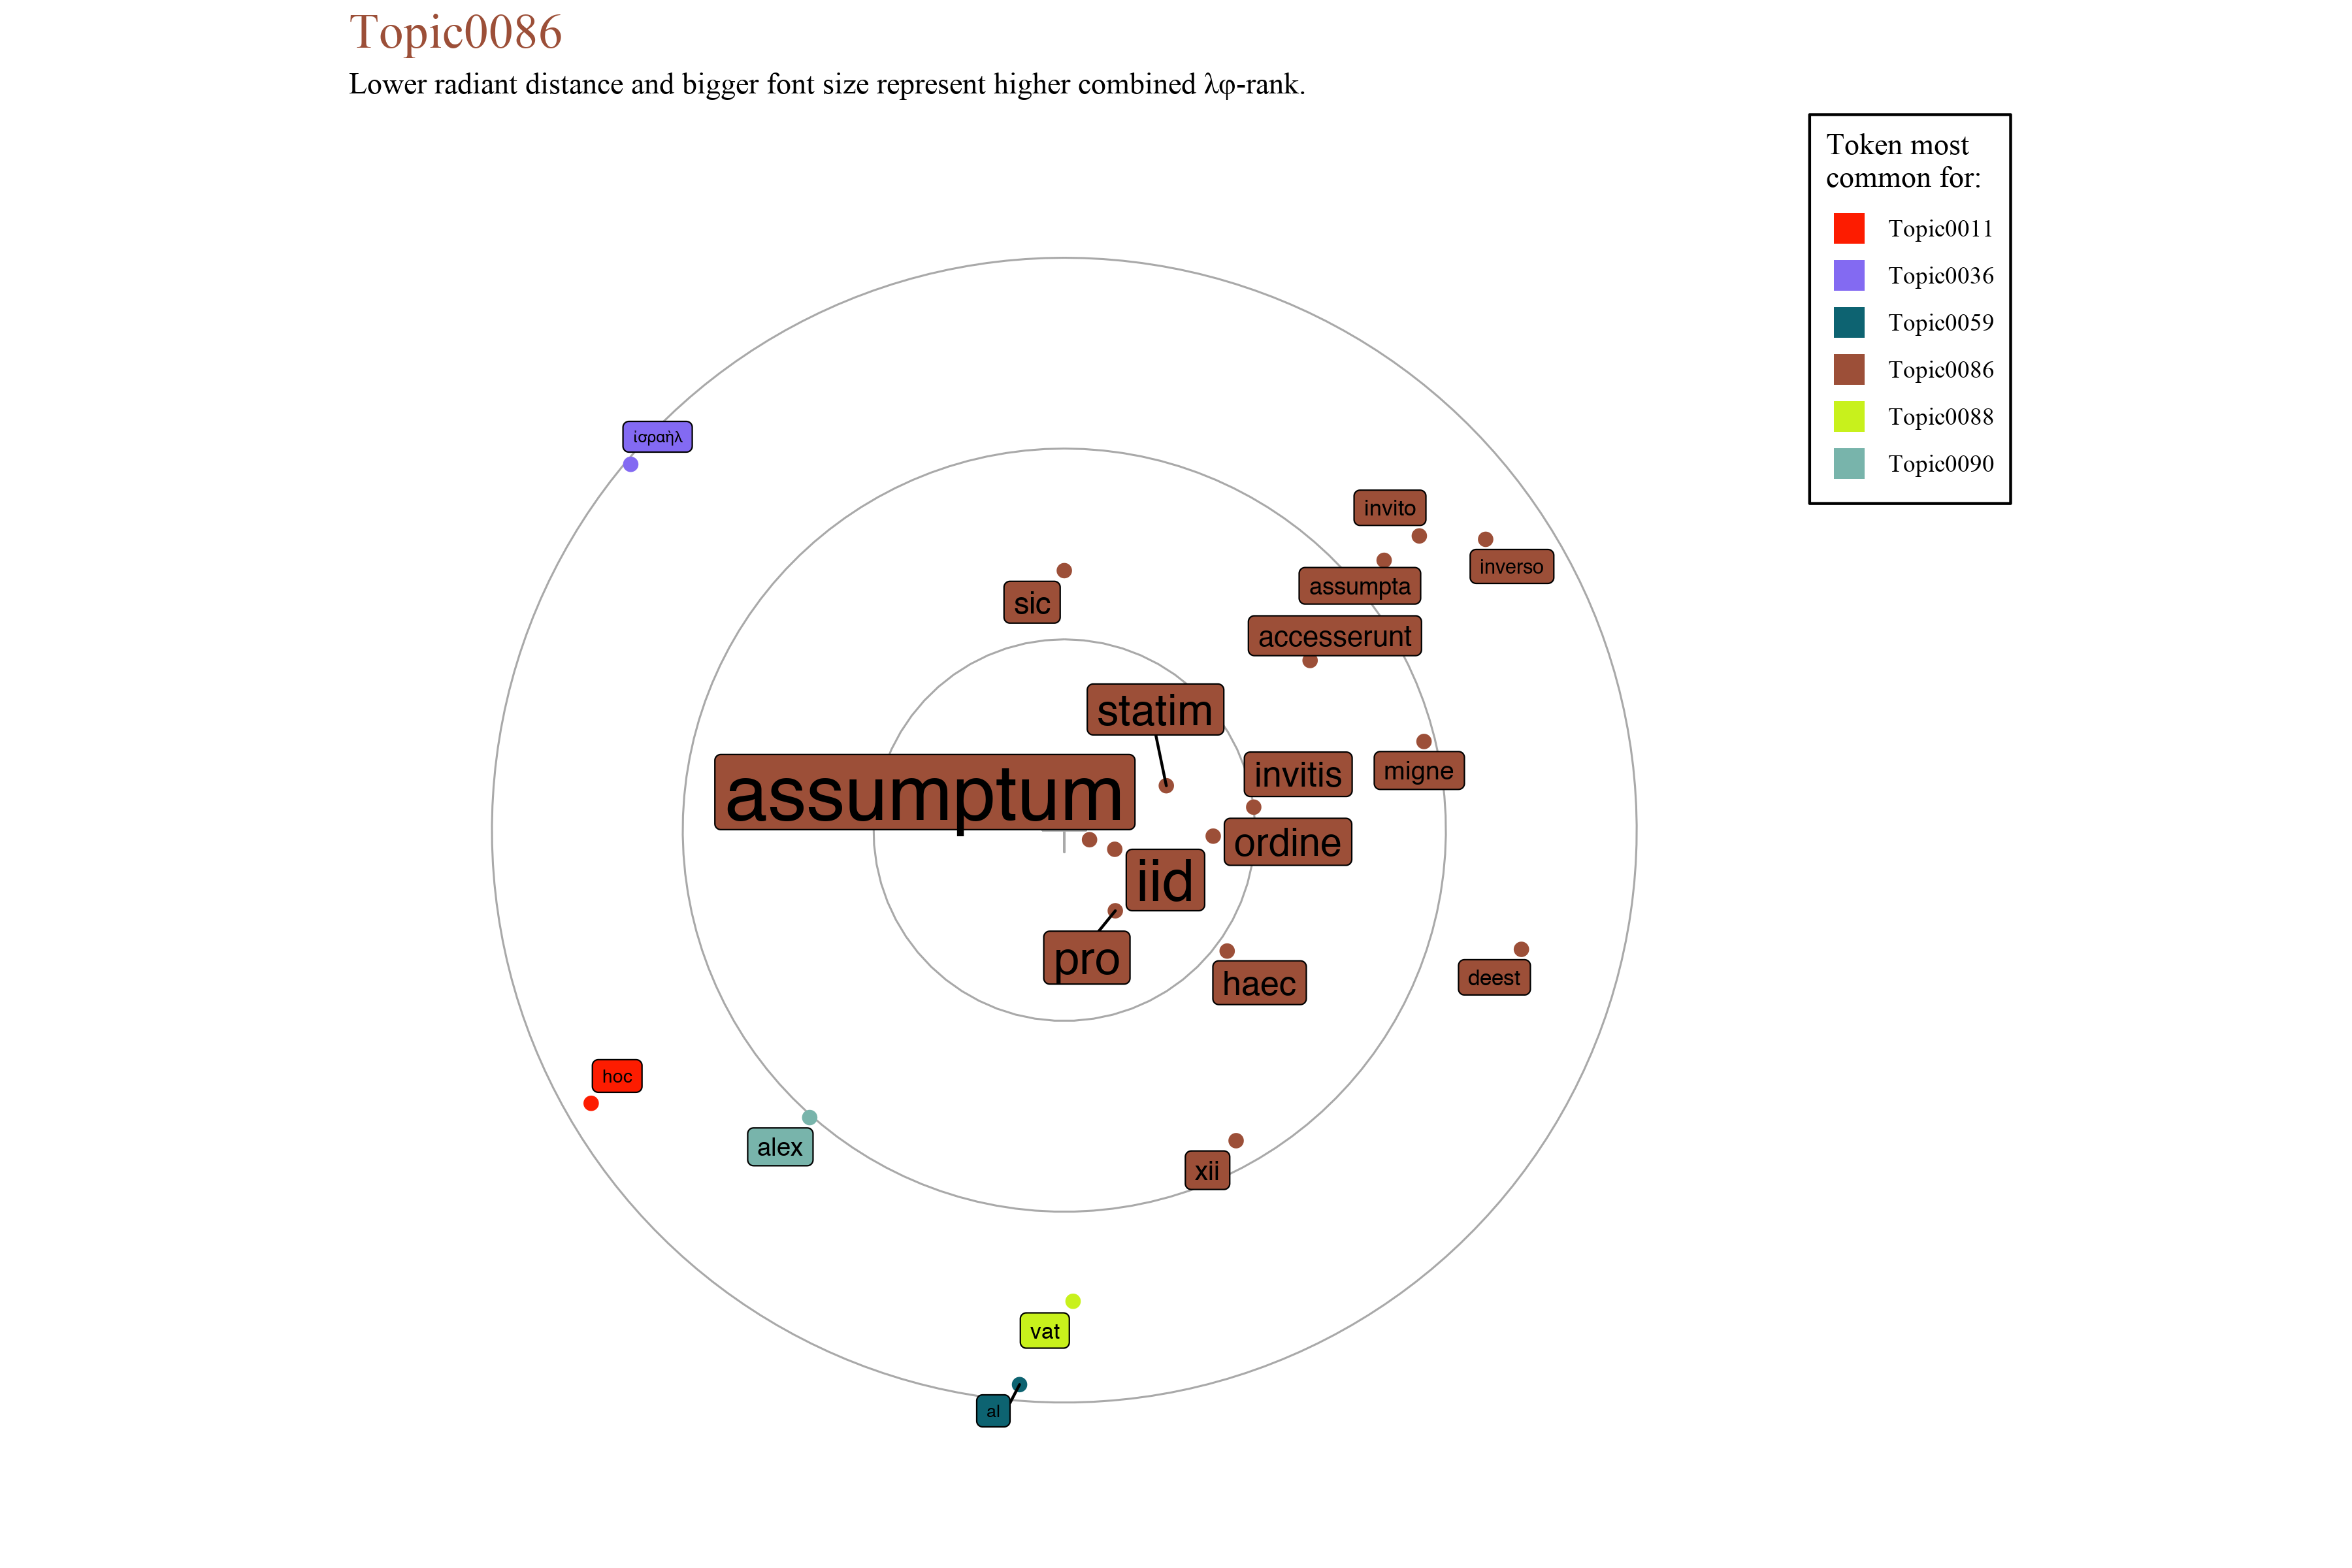 Topic0086
Lower radiant distance and bigger font size represent higher combined λφ-rank.
Token most
common for:
Topic0011
Topic0036
Topic0059
Topic0086
Topic0088
Topic0090
ἰσραὴλ
invito
inverso
assumpta
sic
accesserunt
statim
invitis
migne
assumptum
ordine
iid
pro
haec
deest
hoc
alex
xii
vat
al